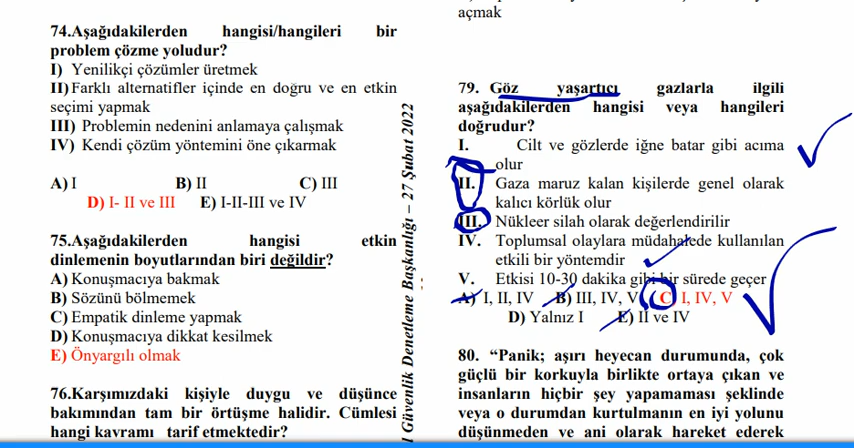 74.Aşağıdakilerden hangisi/hangileri bir
problem çözme yoludur?
I) Yenilikçi çözümler üretmek
II)Farklı alternatifler içinde en doğru ve en etkin
seçimi yapmak
III) Problemin nedenini anlamaya çalışmak
IV) Kendi çözüm yöntemini öne çıkarmak
A) I B) II C) III
D) I- II ve III E) I-II-III ve IV
75.Aşağıdakilerden hangisi etkin
dinlemenin boyutlarından biri değildir?
A) Konuşmacıya bakmak
B) Sözünü bölmemek
C) Empatik dinleme yapmak
D) Konuşmacıya dikkat kesilmek
E) Önyargılı olmak
76.Karşımızdaki kişiyle duygu ve düşünce
bakımından tam bir örtüşme halidir. Cümlesi
hangi kavramı tarif etmektedir?
Güvenlik Denetleme Başkanlığı – 27 Şubat 2022
açmak
79. Göz yaşartıcı gazlarla ilgili
aşağıdakilerden hangisi veya hangileri
doğrudur?
I. Cilt ve gözlerde iğne batar gibi acıma
olur
II. Gaza maruz kalan kişilerde genel olarak
kalıcı körlük olur
III. Nükleer silah olarak değerlendirilir
IV. Toplumsal olaylara müdahalede kullanılan
etkili bir yöntemdir
V. Etkisi 10-30 dakika gibi bir sürede geçer
A) I, II, IV B) III, IV, V C) I, IV, V
D) Yalnız I E) II ve IV
80. “Panik; aşırı heyecan durumunda, çok
güçlü bir korkuyla birlikte ortaya çıkan ve
insanların hiçbir şey yapamaması şeklinde
veya o durumdan kurtulmanın en iyi yolunu
düşünmeden ve ani olarak hareket ederek